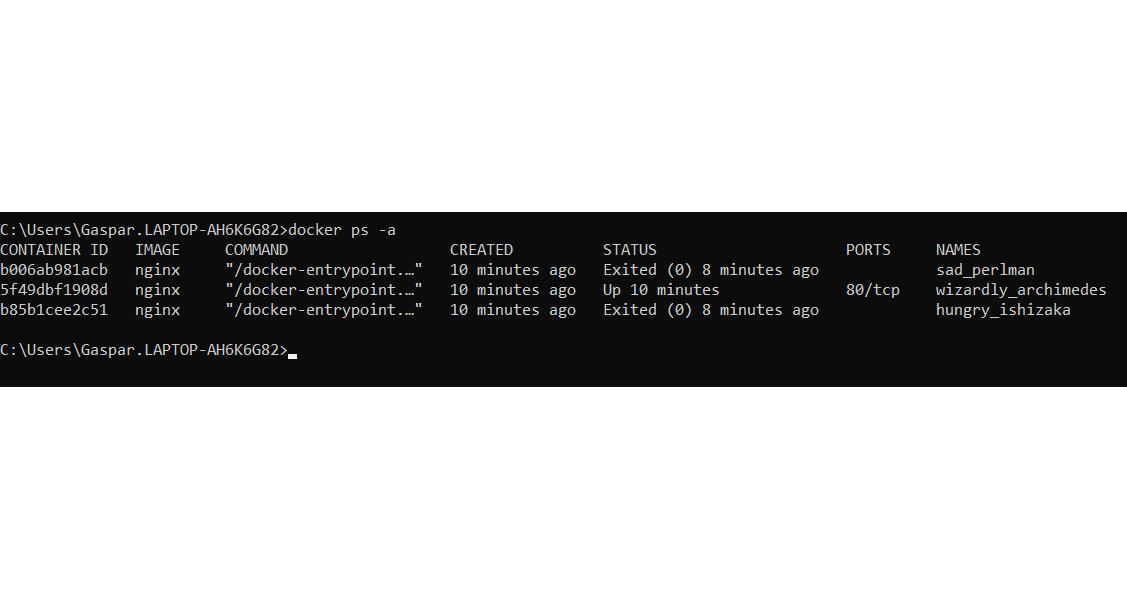 C:\Users\Gaspar.LAPTOP-AH6K6G82>docker ps -a
CONTAINER ID   IMAGE     COMMAND                  CREATED          STATUS                     PORTS     NAMES
b006ab981acb   nginx     "/docker-entrypoint.…"   10 minutes ago   Exited (0) 8 minutes ago             sad_perlman
5f49dbf1908d   nginx     "/docker-entrypoint.…"   10 minutes ago   Up 10 minutes              80/tcp    wizardly_archimedes
b85b1cee2c51   nginx     "/docker-entrypoint.…"   10 minutes ago   Exited (0) 8 minutes ago             hungry_ishizaka
C:\Users\Gaspar.LAPTOP-AH6K6G82>